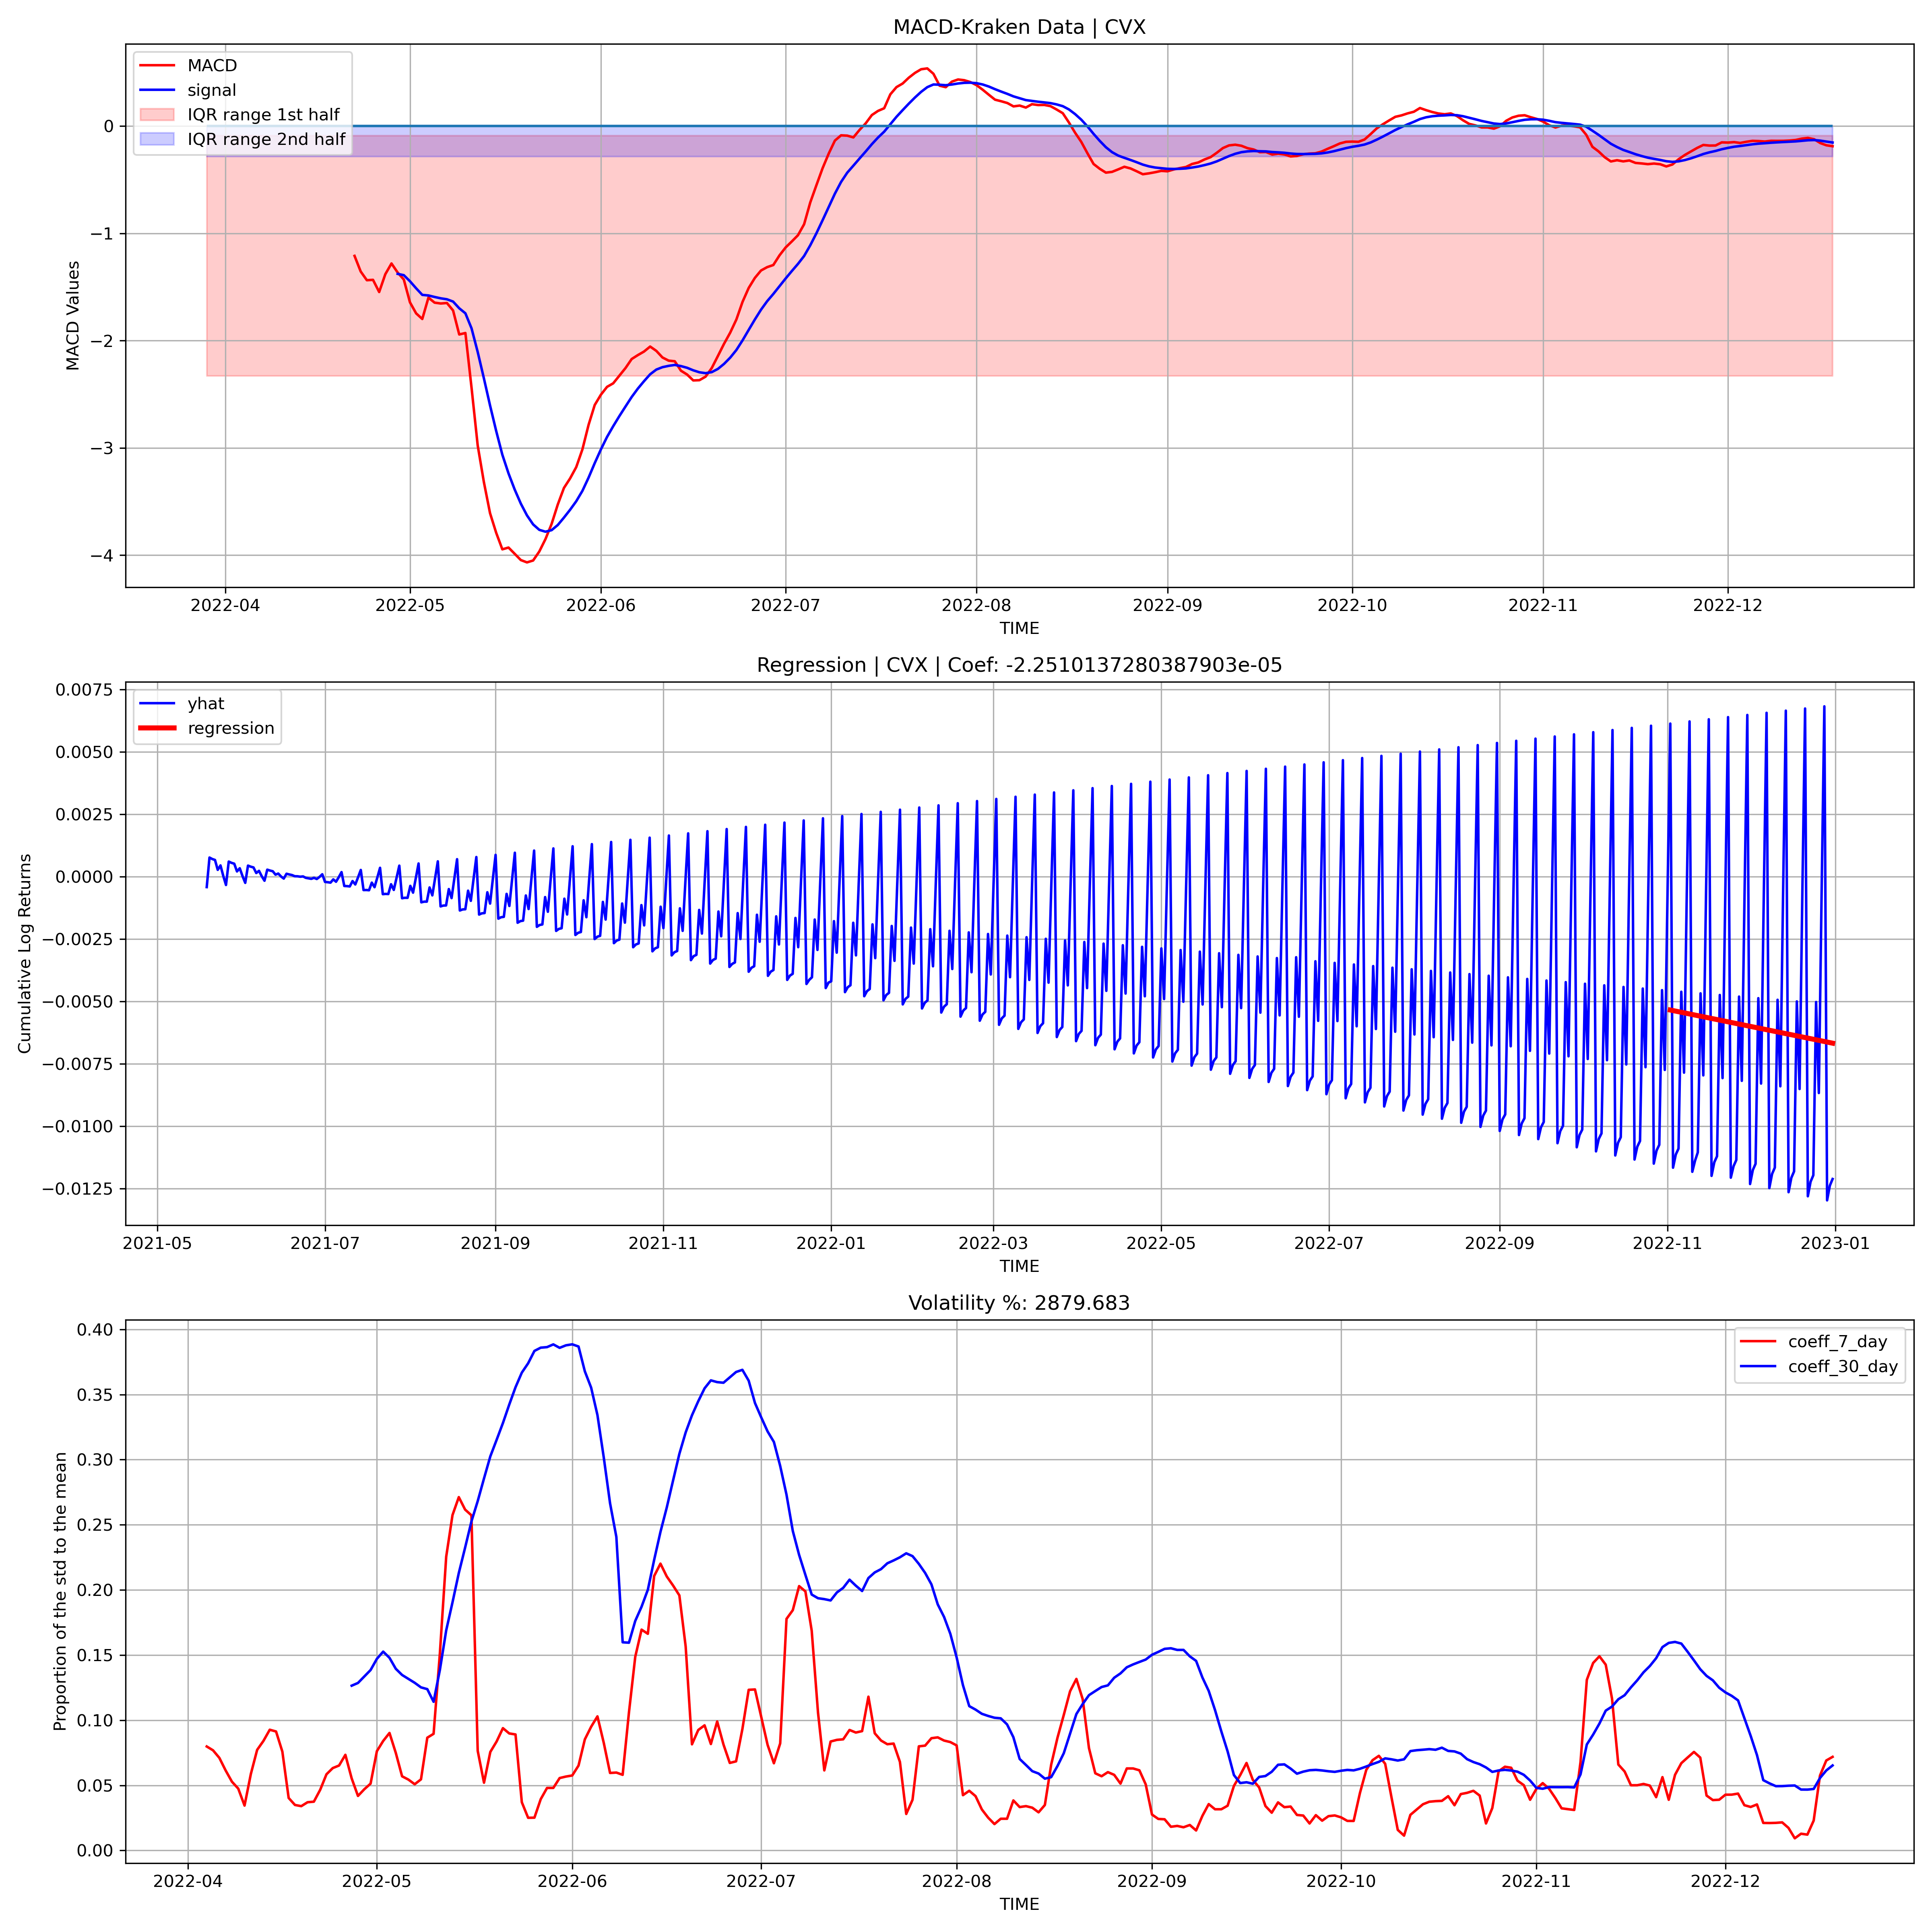 MACD-Kraken Data | CVX
MACD
signal
IQR range 1st half
IQR range 2nd half
MACD Values
0
−1
−2
−3
−4
2022-04 2022-05 2022-06 2022-07 2022-08 2022-09 2022-10 2022-11 2022-12
TIME
Regression | CVX | Coef: -2.2510137280387903e-05
yhat
regression
Cumulative Log Returns
0.0075
0.0050
0.0025
0.0000
−0.0025
−0.0050
−0.0075
−0.0100
−0.0125
2021-05 2021-07 2021-09 2021-11 2022-01 2022-03 2022-05 2022-07 2022-09 2022-11 2023-01
TIME
Volatility %: 2879.683
coeff_7_day
coeff_30_day
Proportion of the std to the mean
0.40
0.35
0.30
0.25
0.20
0.15
0.10
0.05
0.00
2022-04 2022-05 2022-06 2022-07 2022-08 2022-09 2022-10 2022-11 2022-12
TIME